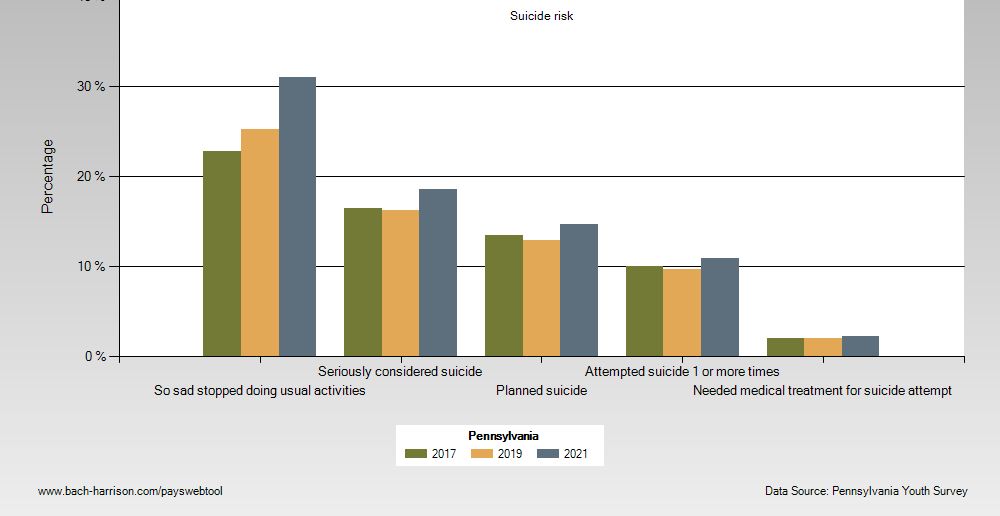 Suicide risk
30 %
20 %
10 %
0 %
Percentage
Seriously considered suicide
Attempted suicide 1 or more times
So sad stopped doing usual activities
Planned suicide
Needed medical treatment for suicide attempt
Pennsylvania
2017
2019
2021
www.bach-harrison.com/payswebtool
Data Source: Pennsylvania Youth Survey